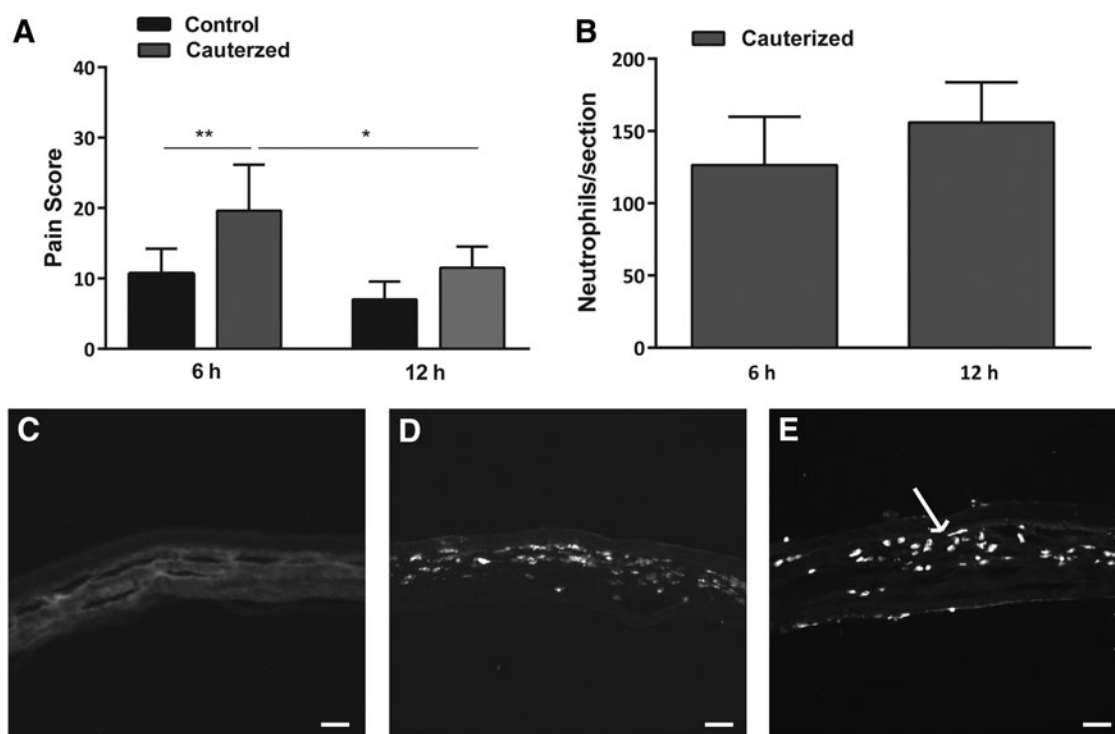 A
Control
Cauterzed
40
30
20
10
0
Pain Score
**
*
6 h
12 h
B
Cauterized
200
150
100
50
0
Neutrophils/section
6 h
12 h
C
D
E